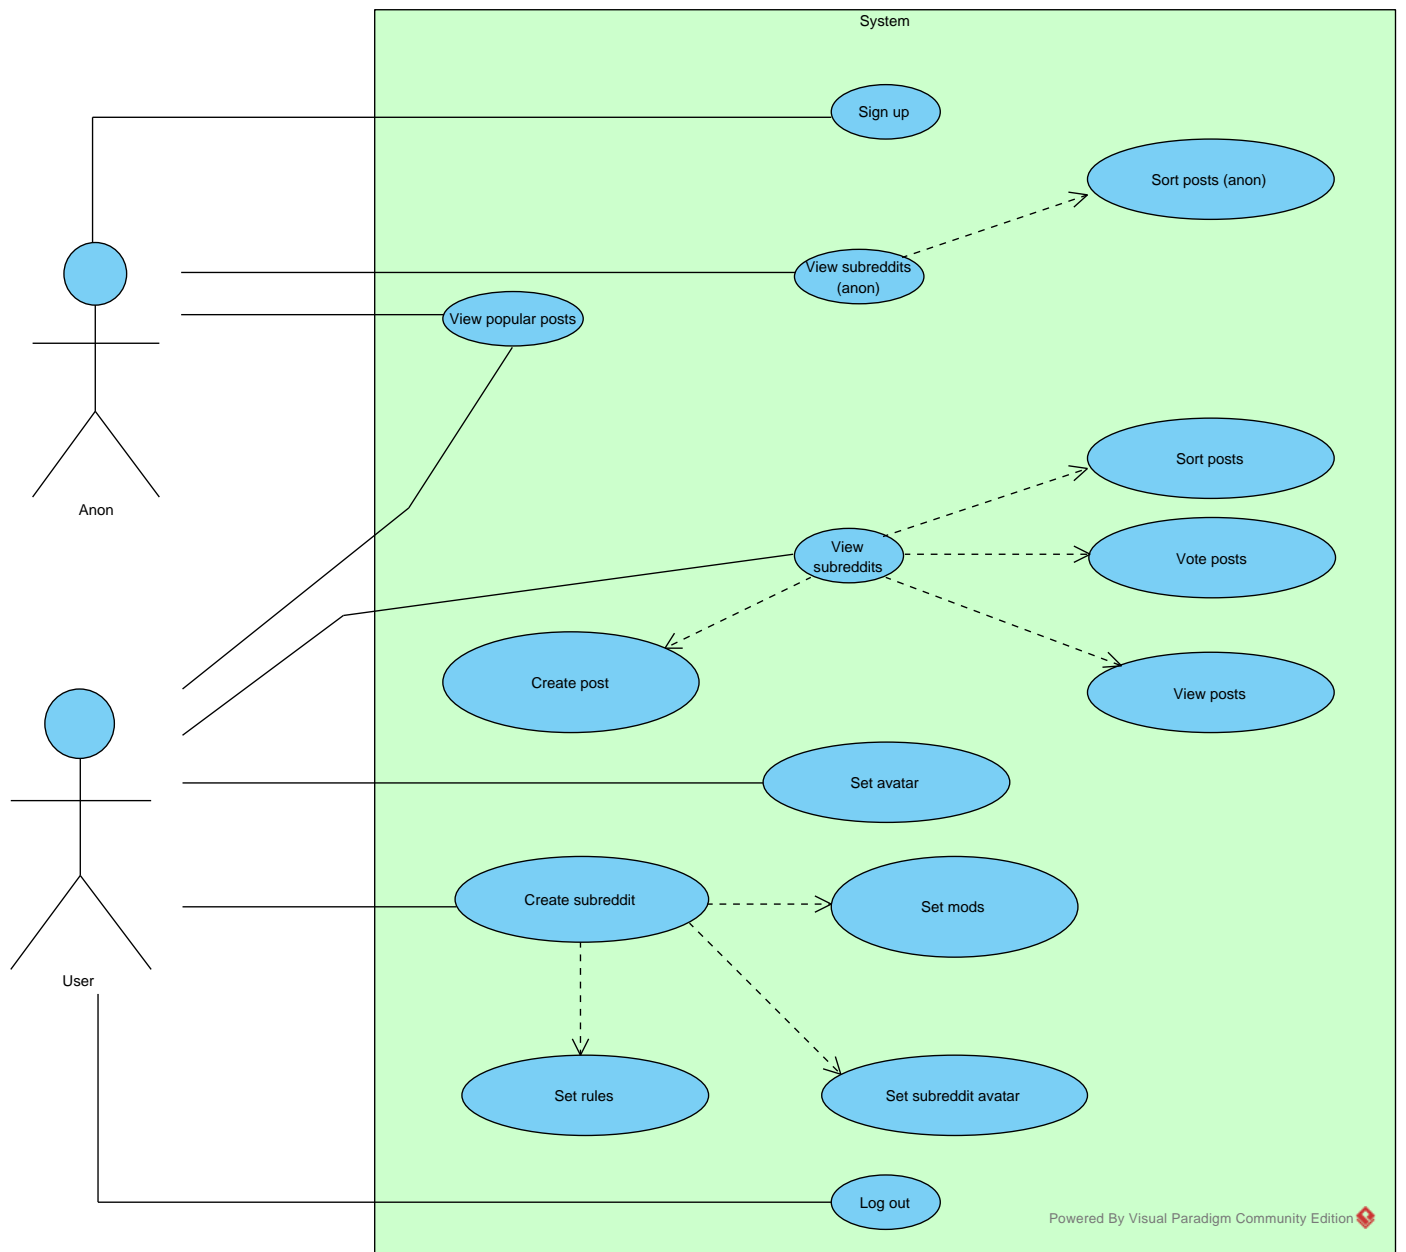 System
Sign up
Sort posts (anon)
View subreddits
(anon)
View popular posts
Anon
Sort posts
View
subreddits
Vote posts
Create post
View posts
Set avatar
Create subreddit
Set mods
User
Set rules
Set subreddit avatar
Log out
Powered By Visual Paradigm Community Edition